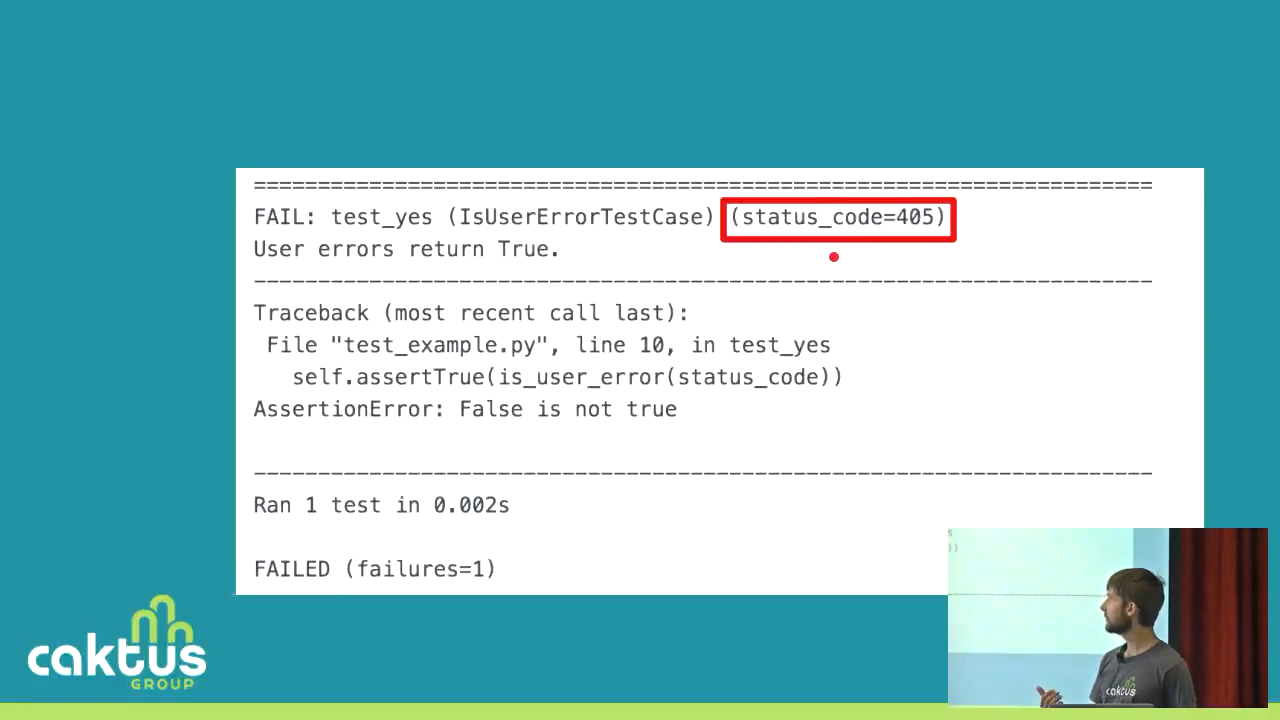 ======================================================================
FAIL: test_yes (IsUserErrorTestCase) (status_code=405)
User errors return True.
----------------------------------------------------------------------
Traceback (most recent call last):
 File "test_example.py", line 10, in test_yes
   self.assertTrue(is_user_error(status_code))
AssertionError: False is not true
----------------------------------------------------------------------
Ran 1 test in 0.002s
FAILED (failures=1)
caktus
GROUP
caktus